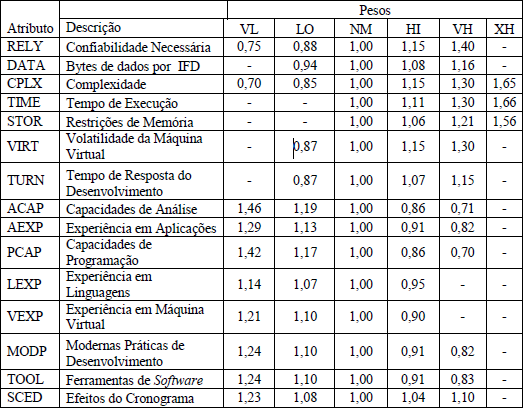 Pesos
Atributo Descrição VL LO NM HI VH XH
RELY Confiabilidade Necessária 0,75 0,88 1,00 1,15 1,40 -
DATA Bytes de dados por IFD - 0,94 1,00 1,08 1,16 -
CPLX Complexidade 0,70 0,85 1,00 1,15 1,30 1,65
TIME Tempo de Execução - - 1,00 1,11 1,30 1,66
STOR Restrições de Memória - - 1,00 1,06 1,21 1,56
VIRT Volatilidade da Máquina
Virtual - 0,87 1,00 1,15 1,30 -
TURN Tempo de Resposta do
Desenvolvimento - 0,87 1,00 1,07 1,15 -
ACAP Capacidades de Análise 1,46 1,19 1,00 0,86 0,71 -
AEXP Experiência em Aplicações 1,29 1,13 1,00 0,91 0,82 -
PCAP Capacidades de
Programação 1,42 1,17 1,00 0,86 0,70 -
LEXP Experiência em
Linguagens 1,14 1,07 1,00 0,95 - -
VEXP Experiência em Máquina
Virtual 1,21 1,10 1,00 0,90 - -
MODP Modernas Práticas de
Desenvolvimento 1,24 1,10 1,00 0,91 0,82 -
TOOL Ferramentas de Software 1,24 1,10 1,00 0,91 0,83 -
SCED Efeitos do Cronograma 1,23 1,08 1,00 1,04 1,10 -